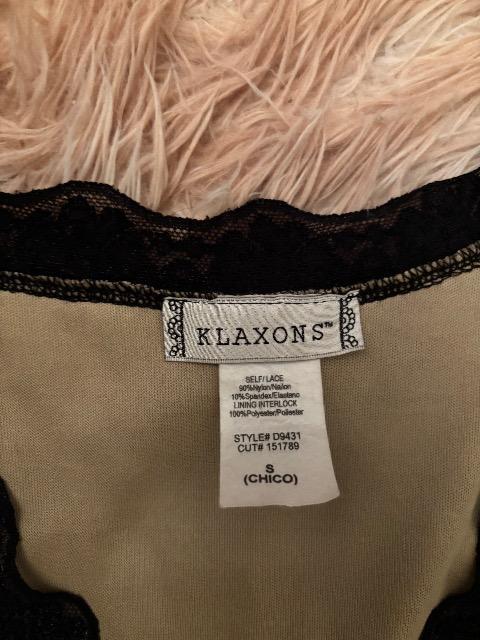 KLAXONS™
SELF/LACE
90%Nylon/Nailon
10%Spandex/Elastano
LINING INTERLOCK
100%Polyester/Poliester
STYLE# D9431
CUT# 151789
S
(CHICO)